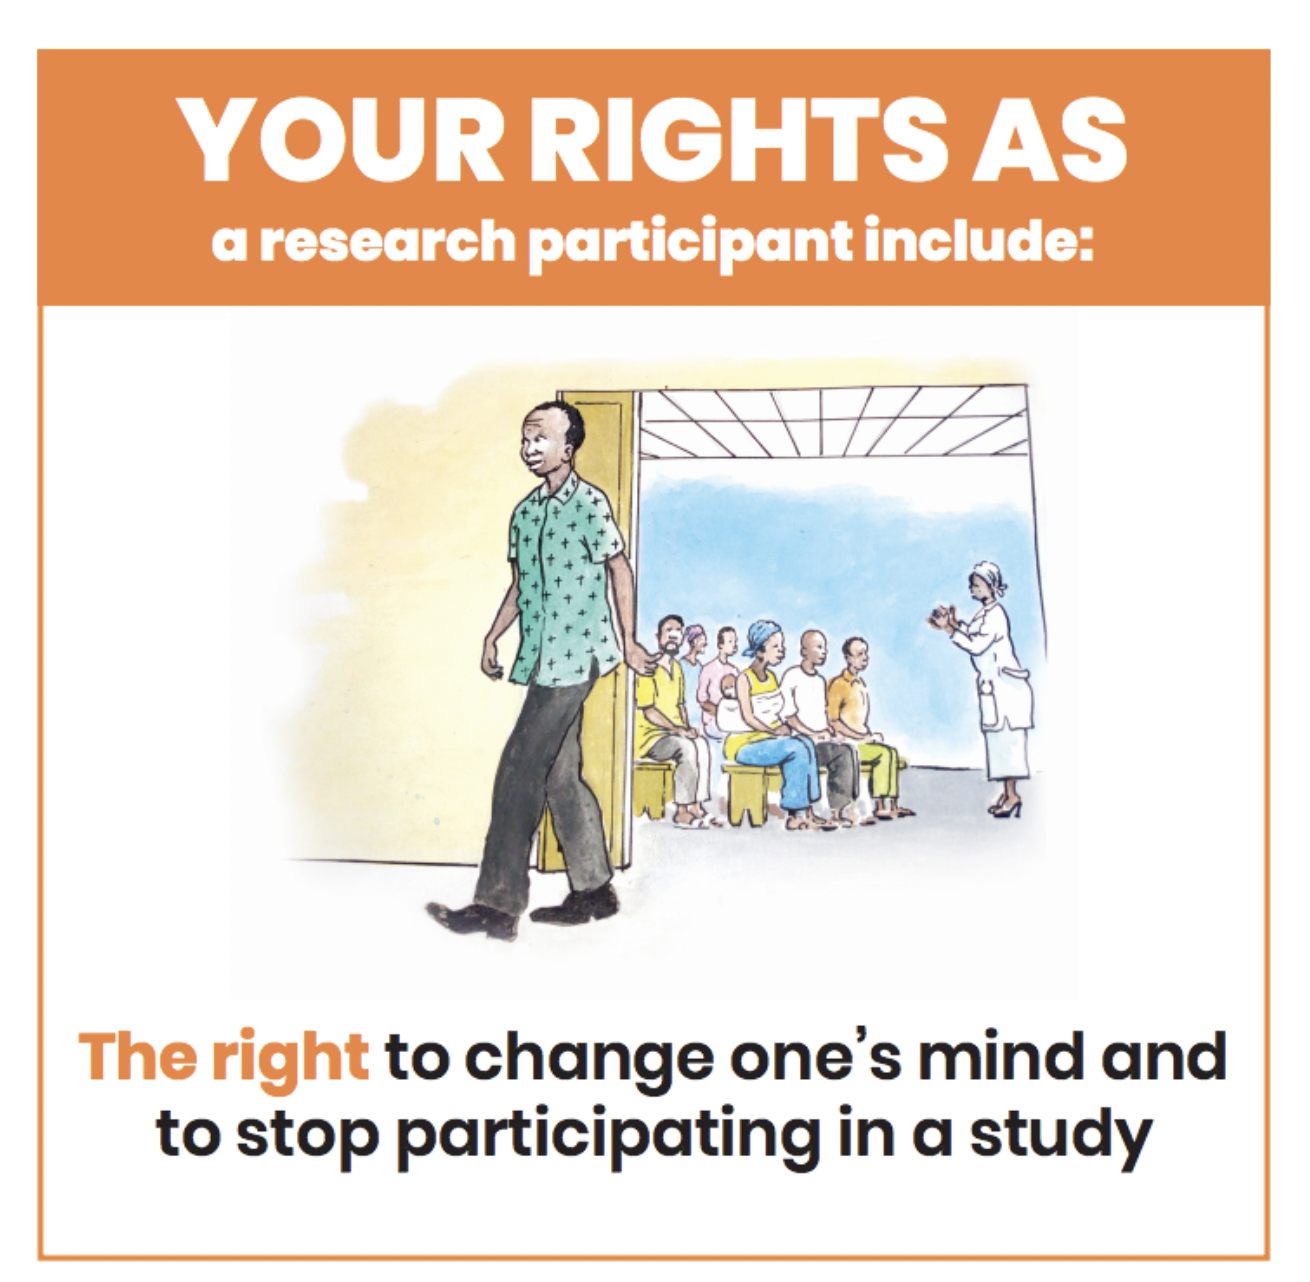 YOUR RIGHTS AS
a research participant include:
The right to change one’s mind and
to stop participating in a study